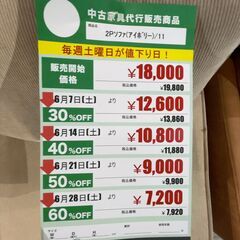 中古家具代行販売商品
商品名
2Pソファ(アイボリー)/11
毎週土曜日が値下り日！
販売開始価格 ¥18,000
税込価格 ¥19,800
6月7日(土) より ¥12,600
30%OFF 税込価格 ¥13,860
6月14日(土) より ¥10,800
40%OFF 税込価格 ¥11,880
6月21日(土) より ¥9,000
50%OFF 税込価格 ¥9,900
6月28日(土) より ¥7,200
60%OFF 税込価格 ¥7,920
W D H